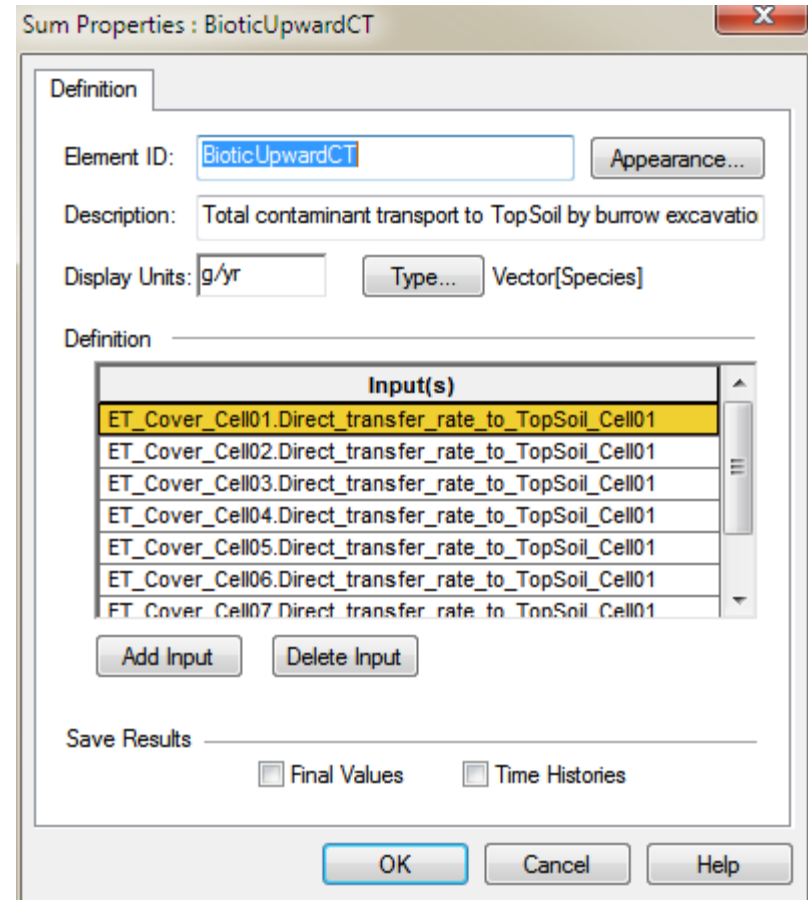 Sum Properties : BioticUpwardCT
X
Definition
Element ID: BioticUpwardCT Appearance...
Description: Total contaminant transport to TopSoil by burrow excavatio
Display Units: g/yr Type... Vector[Species]
Definition
Input(s)
ET_Cover_Cell01.Direct_transfer_rate_to_TopSoil_Cell01
ET_Cover_Cell02.Direct_transfer_rate_to_TopSoil_Cell01
ET_Cover_Cell03.Direct_transfer_rate_to_TopSoil_Cell01
ET_Cover_Cell04.Direct_transfer_rate_to_TopSoil_Cell01
ET_Cover_Cell05.Direct_transfer_rate_to_TopSoil_Cell01
ET_Cover_Cell06.Direct_transfer_rate_to_TopSoil_Cell01
ET_Cover_Cell07.Direct_transfer_rate_to_TopSoil_Cell01
Add Input Delete Input
Save Results
Final Values Time Histories
OK Cancel Help